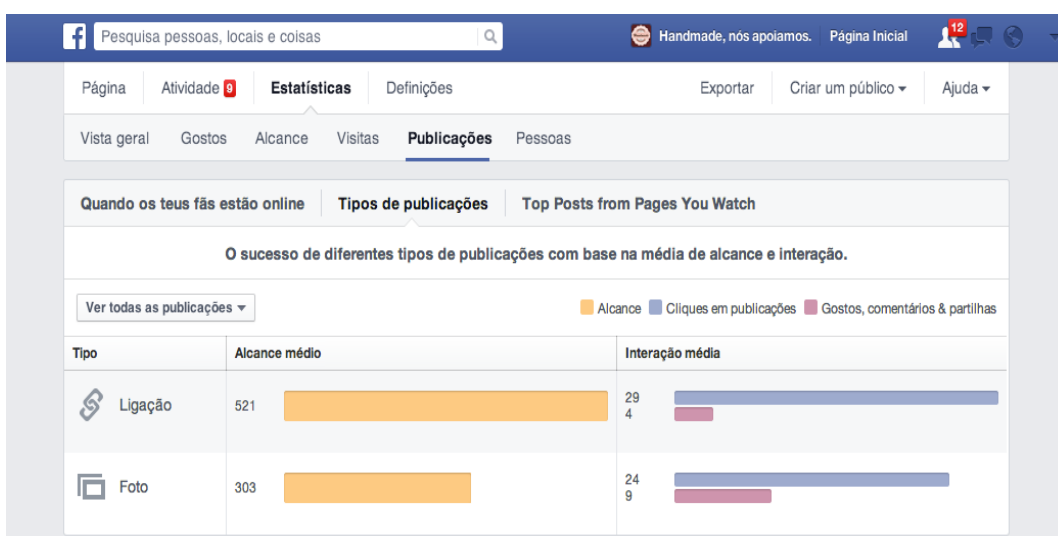 f Pesquisa pessoas, locais e coisas Handmade, nós apoiamos. Página Inicial 12
Página Atividade 9 Estatísticas Definições Exportar Criar um público Ajuda
Vista geral Gostos Alcance Visitas Publicações Pessoas
Quando os teus fãs estão online Tipos de publicações Top Posts from Pages You Watch
O sucesso de diferentes tipos de publicações com base na média de alcance e interação.
Ver todas as publicações Alcance Cliques em publicações Gostos, comentários & partilhas
Tipo Alcance médio Interação média
Ligação 521 29
4
Foto 303 24
9